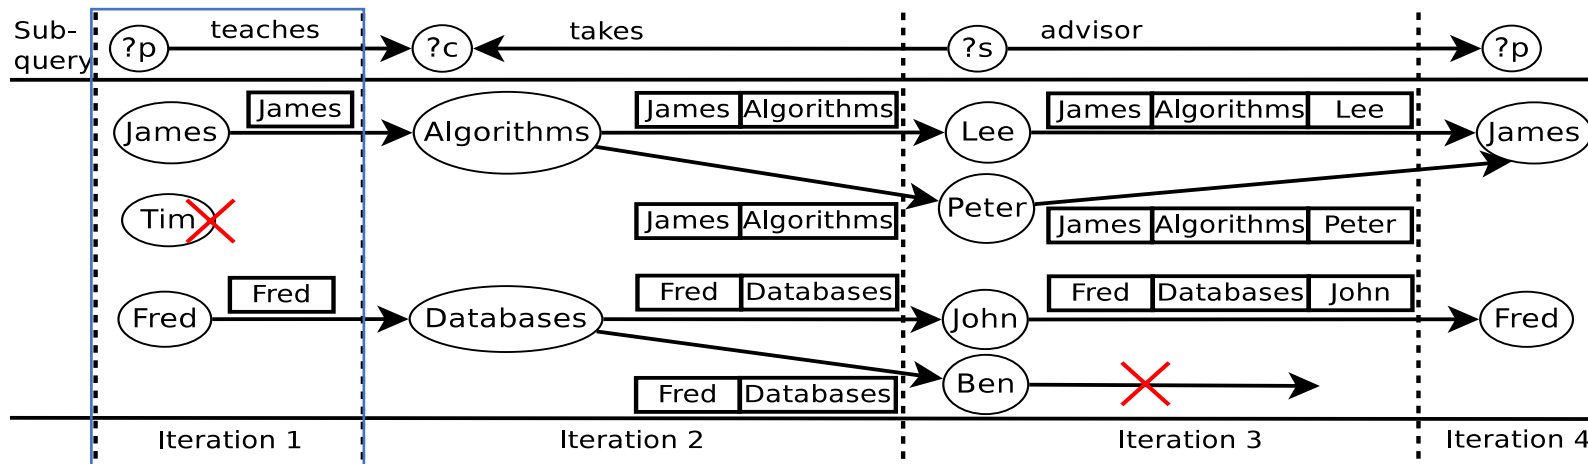 Sub-
query
?p teaches ?c takes ?s advisor ?p
James James Algorithms James Algorithms Lee James Algorithms Lee James
Tim James Algorithms Peter James Algorithms Peter
Fred Fred Databases Fred Databases John Fred Databases John Fred
Fred Databases Ben
Iteration 1 Iteration 2 Iteration 3 Iteration 4